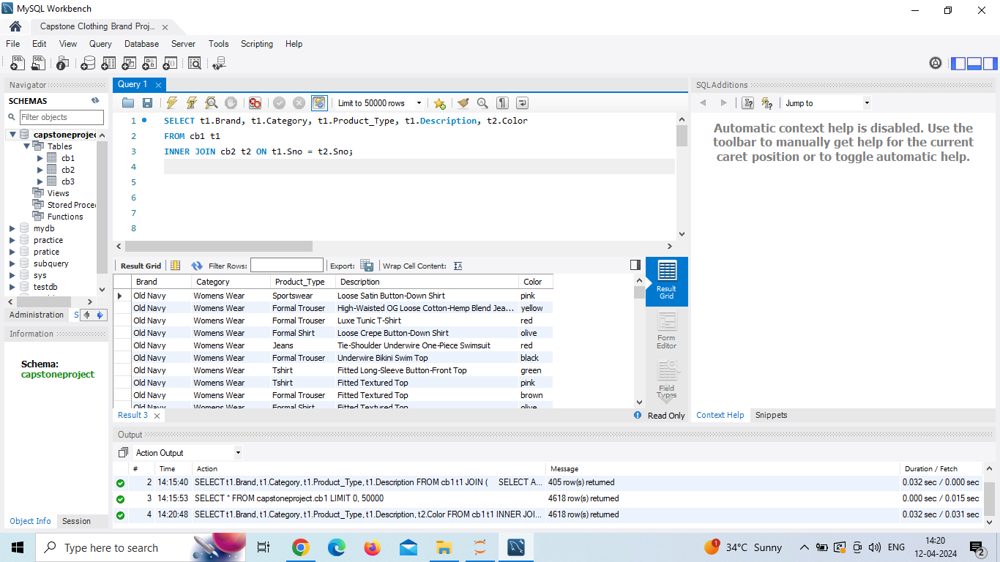 MySQL Workbench
Capstone Clothing Brand Proj...
File Edit View Query Database Server Tools Scripting Help
Navigator
SCHEMAS
Filter objects
capstoneproject
Tables
cb1
cb2
cb3
Views
Stored Proce
Functions
mydb
practice
pratice
subquery
sys
testdb
Administration S
Information
Schema:
capstoneproject
Object Info Session
Query 1
Limit to 50000 rows
1 SELECT t1.Brand, t1.Category, t1.Product_Type, t1.Description, t2.Color
2 FROM cb1 t1
3 INNER JOIN cb2 t2 ON t1.Sno = t2.Sno;
4
5
6
7
8
Result Grid Filter Rows: Export: Wrap Cell Content:
Brand Category Product_Type Description Color
Old Navy Womens Wear Sportswear Loose Satin Button-Down Shirt pink
Old Navy Womens Wear Formal Trouser High-Waisted OG Loose Cotton-Hemp Blend Jea... yellow
Old Navy Womens Wear Formal Trouser Luxe Tunic T-Shirt red
Old Navy Womens Wear Formal Shirt Loose Crepe Button-Down Shirt olive
Old Navy Womens Wear Jeans Tie-Shoulder Underwire One-Piece Swimsuit red
Old Navy Womens Wear Formal Trouser Underwire Bikini Swim Top black
Old Navy Womens Wear Tshirt Fitted Long-Sleeve Button-Front Top green
Old Navy Womens Wear Tshirt Fitted Textured Top pink
Old Navy Womens Wear Formal Trouser Fitted Textured Top brown
Old Navy Womens Wear Formal Shirt Fitted Textured Top olive
Result
Grid
Form
Editor
Field
Types
Result 3
Read Only
SQLAdditions
Jump to
Automatic context help is disabled. Use the
toolbar to manually get help for the current
caret position or to toggle automatic help.
Context Help Snippets
Output
Action Output
# Time Action Message Duration / Fetch
2 14:15:40 SELECT t1.Brand, t1.Category, t1.Product_Type, t1.Description FROM cb1 t1 JOIN ( SELECT A... 405 row(s) returned 0.032 sec / 0.000 sec
3 14:15:53 SELECT * FROM capstoneproject.cb1 LIMIT 0, 50000 4618 row(s) returned 0.000 sec / 0.015 sec
4 14:20:48 SELECT t1.Brand, t1.Category, t1.Product_Type, t1.Description, t2.Color FROM cb1 t1 INNER JOI... 4618 row(s) returned 0.032 sec / 0.031 sec
Type here to search
1
34°C Sunny
ENG
14:20
12-04-2024
2